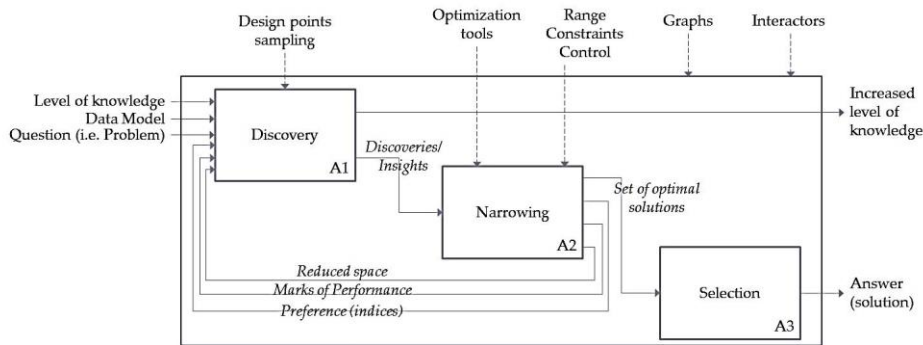 Design points
sampling
Optimization
tools
Range
Constraints
Control
Graphs
Interactors
Level of knowledge
Data Model
Question (i.e. Problem)
Discovery
A1
Increased
level of
knowledge
Discoveries/
Insights
Narrowing
A2
Set of optimal
solutions
Reduced space
Marks of Performance
Preference (indices)
Selection
A3
Answer
(solution)